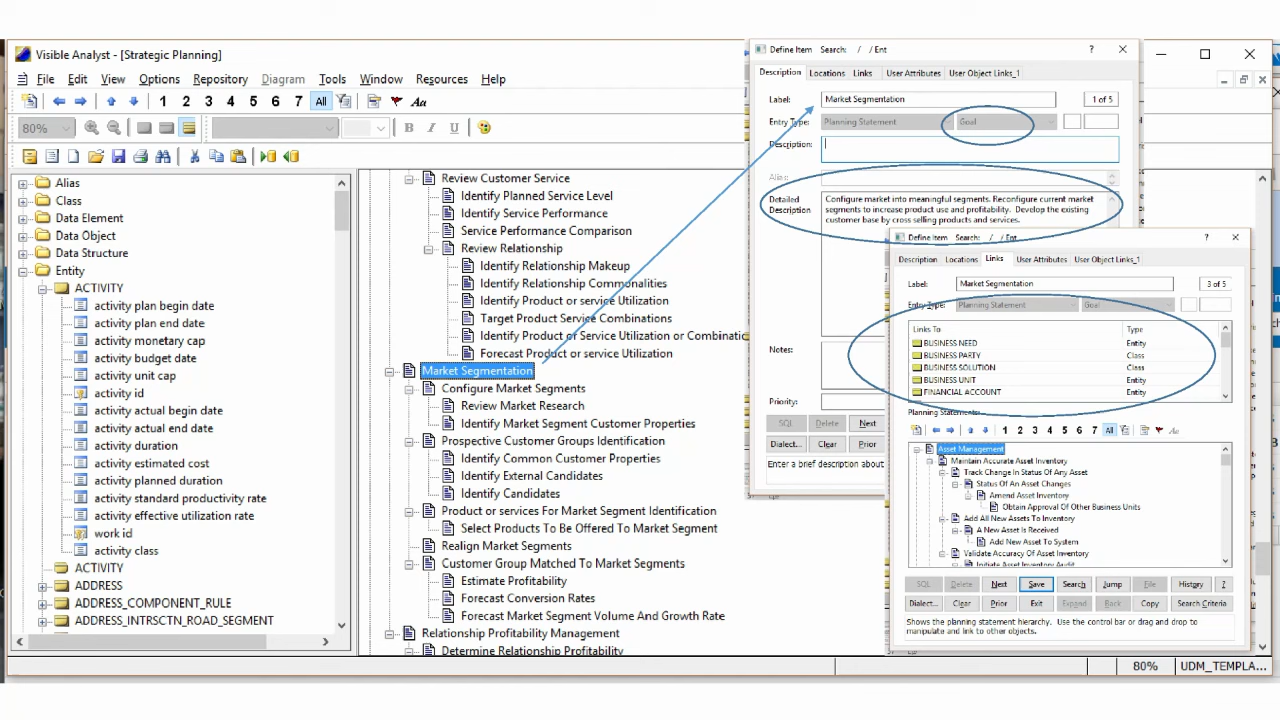 Visible Analyst - [Strategic Planning]
File Edit View Options Repository Diagram Tools Window Resources Help
1 2 3 4 5 6 7 All Aa
80% B I U
Alias
Class
Data Element
Data Object
Data Structure
Entity
ACTIVITY
activity plan begin date
activity plan end date
activity monetary cap
activity budget date
activity unit cap
activity id
activity actual begin date
activity actual end date
activity duration
activity estimated cost
activity planned duration
activity standard productivity rate
activity effective utilization rate
work id
activity class
ACTIVITY
ADDRESS
ADDRESS_COMPONENT_RULE
ADDRESS_INTRSCTN_ROAD_SEGMENT
Review Customer Service
Identify Planned Service Level
Identify Service Performance
Service Performance Comparison
Review Relationship
Identify Relationship Makeup
Identify Relationship Commonalities
Identify Product or service Utilization
Target Product Service Combinations
Identify Product or service Utilization or Combinatio
Forecast Product or service Utilization
Market Segmentation
Configure Market Segments
Review Market Research
Identify Market Segment Customer Properties
Prospective Customer Groups Identification
Identify Common Customer Properties
Identify External Candidates
Identify Candidates
Product or services For Market Segment Identification
Select Products To Be Offered To Market Segment
Realign Market Segments
Customer Group Matched To Market Segments
Estimate Profitability
Forecast Conversion Rates
Forecast Market Segment Volume And Growth Rate
Relationship Profitability Management
Determine Relationship Profitability
Define Item Search: / / Ent ?
Description Locations Links User Attributes User Object Links_1
Label: Market Segmentation 1 of 5
Entry Type: Planning Statement Goal
Description:
Alias:
Detailed Description
Configure market into meaningful segments. Reconfigure current market
segments to increase product use and profitability. Develop the existing
customer base by cross selling products and services.
Notes:
Priority:
SQL Delete Next
Dialect... Clear Prior
Enter a brief description about
Define Item Search: / / Ent ?
Description Locations Links User Attributes User Object Links_1
Label: Market Segmentation 3 of 5
Entry Type: Planning Statement Goal
Links To Type
BUSINESS NEED Entity
BUSINESS PARTY Class
BUSINESS SOLUTION Class
BUSINESS UNIT Entity
FINANCIAL ACCOUNT Entity
Planning Statements:
1 2 3 4 5 6 7 All Aa
Asset Management
Maintain Accurate Asset Inventory
Track Change In Status Of Any Asset
Status Of An Asset Changes
Amend Asset Inventory
Obtain Approval Of Other Business Units
Add All New Assets To Inventory
A New Asset Is Received
Add New Asset To System
Validate Accuracy Of Asset Inventory
Initiate Asset Inventory Audit
SQL Delete Next Save Search Jump File History ?
Dialect... Clear Prior Exit Expand Back Copy Search Criteria
Shows the planning statement hierarchy. Use the control bar or drag and drop to
manipulate and link to other objects.
80% UDM_TEMPLA...